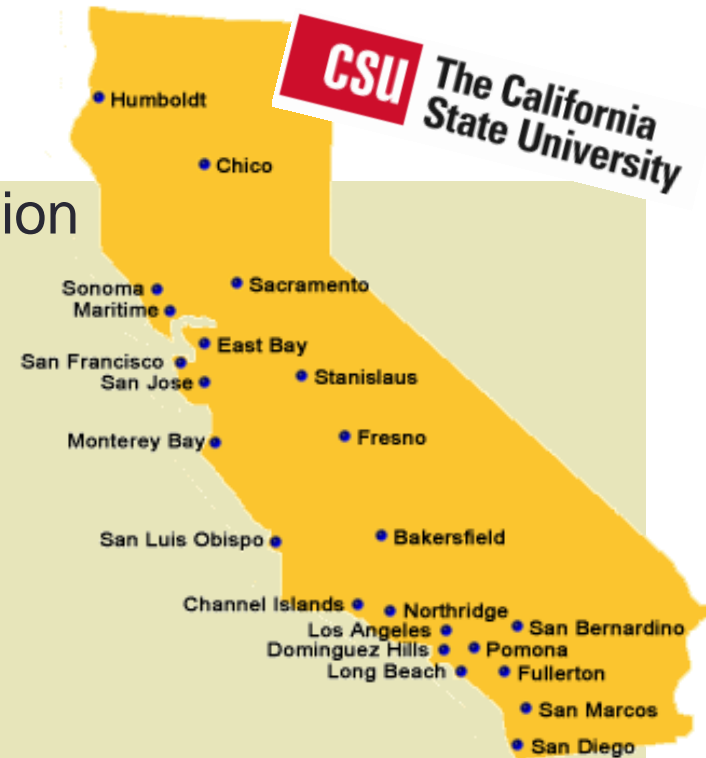 CSU The California
State University
Humboldt
Chico
ion
Sonoma
Sacramento
Maritime
East Bay
San Francisco
Stanislaus
San Jose
Fresno
Monterey Bay
Bakersfield
San Luis Obispo
Channel Islands
Northridge
Los Angeles
San Bernardino
Dominguez Hills
Pomona
Long Beach
Fullerton
San Marcos
San Diego